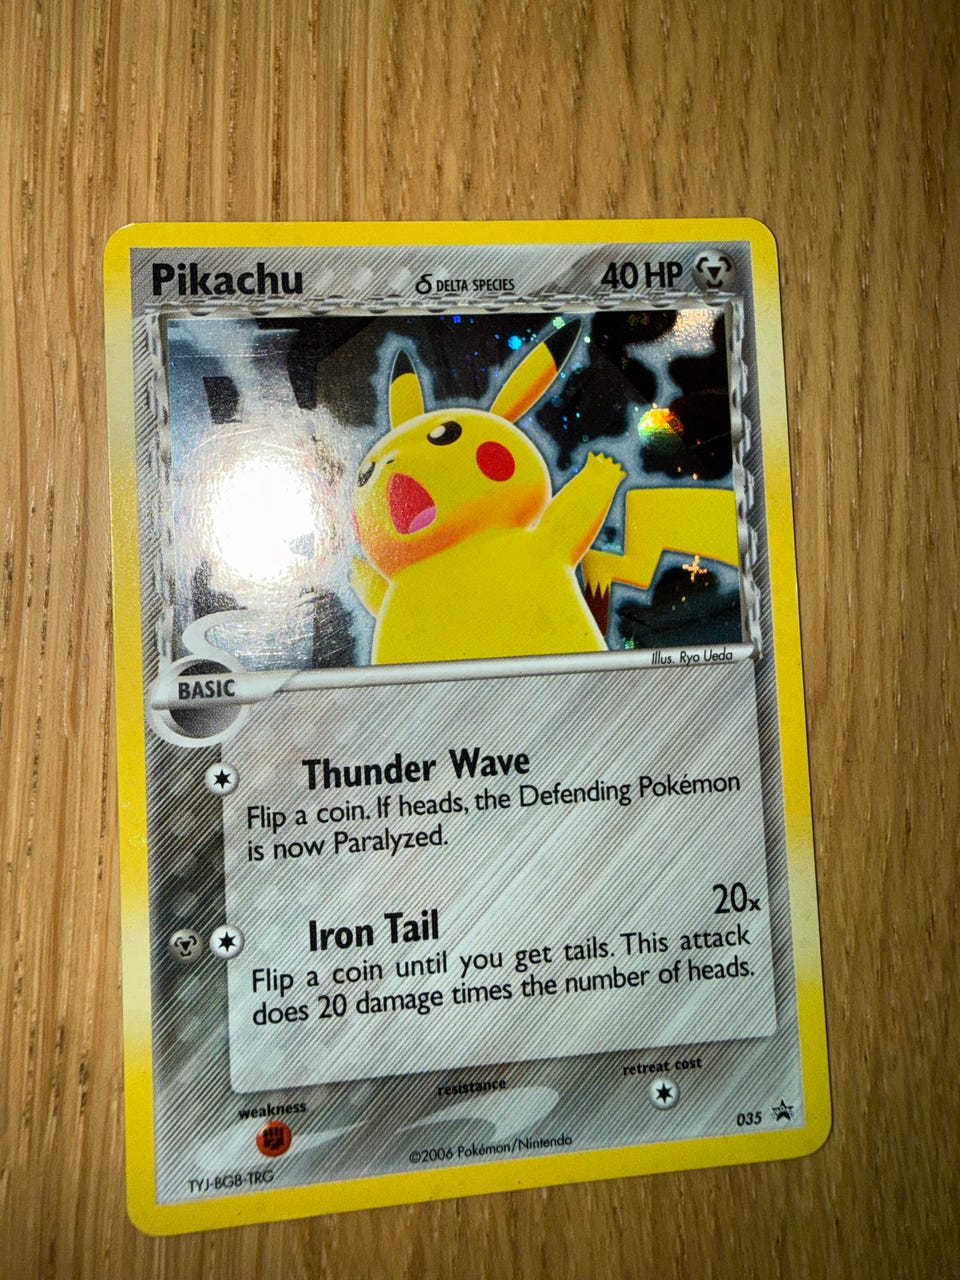 Pikachu δ DELTA SPECIES 40 HP
Illus. Ryo Ueda
BASIC
Thunder Wave
Flip a coin. If heads, the Defending Pokémon
is now Paralyzed.
Iron Tail 20x
Flip a coin until you get tails. This attack
does 20 damage times the number of heads.
weakness resistance retreat cost
035
©2006 Pokémon/Nintendo
TYJ-BG8-TRG